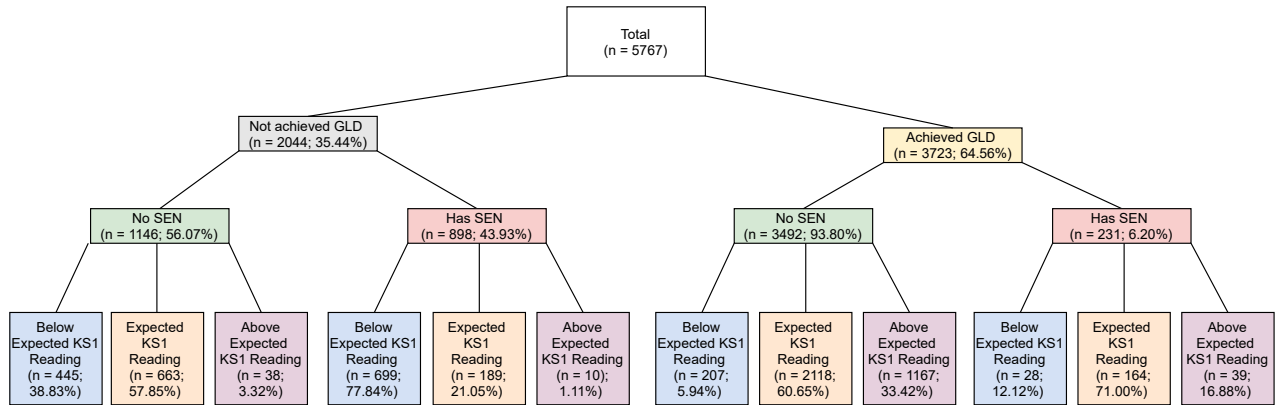 Total
(n = 5767)
Not achieved GLD
(n = 2044; 35.44%)
Achieved GLD
(n = 3723; 64.56%)
No SEN
(n = 1146; 56.07%)
Has SEN
(n = 898; 43.93%)
No SEN
(n = 3492; 93.80%)
Has SEN
(n = 231; 6.20%)
Below
Expected KS1
Reading
(n = 445;
38.83%)
Expected
KS1
Reading
(n = 663;
57.85%)
Above
Expected
KS1 Reading
(n = 38;
3.32%)
Below
Expected KS1
Reading
(n = 699;
77.84%)
Expected
KS1
Reading
(n = 189;
21.05%)
Above
Expected
KS1 Reading
(n = 10);
1.11%)
Below
Expected KS1
Reading
(n = 207;
5.94%)
Expected
KS1
Reading
(n = 2118;
60.65%)
Above
Expected
KS1 Reading
(n = 1167;
33.42%)
Below
Expected KS1
Reading
(n = 28;
12.12%)
Expected
KS1
Reading
(n = 164;
71.00%)
Above
Expected
KS1 Reading
(n = 39;
16.88%)